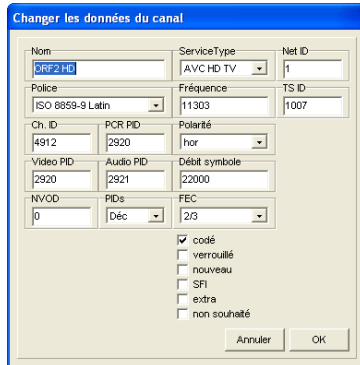 Changer les données du canal
Nom ServiceType Net ID
ORF2 HD AVC HD TV 1
Police Fréquence TS ID
ISO 8859-9 Latin 11303 1007
Ch. ID PCR PID Polarité
4912 2920 hor
Video PID Audio PID Débit symbole
2920 2921 22000
NVOD PIDs FEC
0 Déc 2/3
codé
verrouillé
nouveau
SFI
extra
non souhaité
Annuler OK